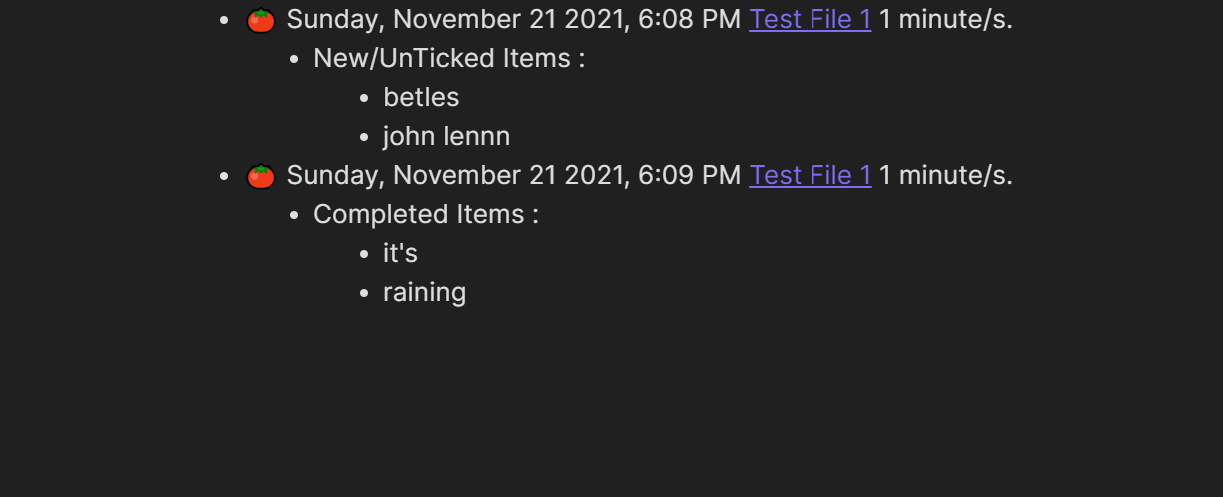 🍅 Sunday, November 21 2021, 6:08 PM Test File 1 1 minute/s.
New/UnTicked Items :
betles
john lennn
🍅 Sunday, November 21 2021, 6:09 PM Test File 1 1 minute/s.
Completed Items :
it's
raining